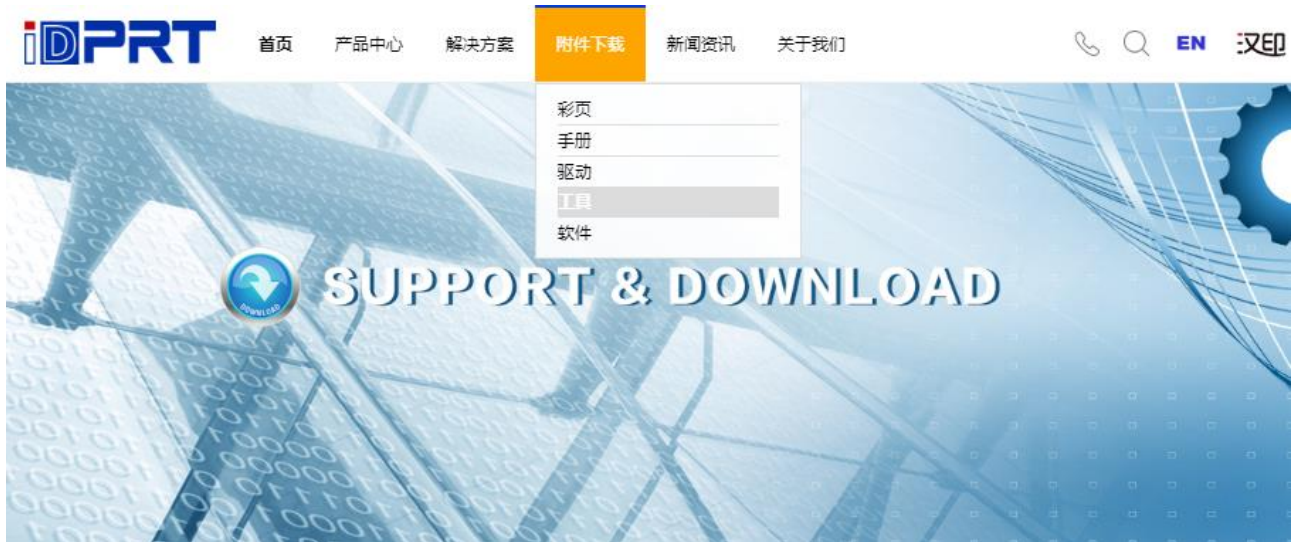 iDPRT 首页 产品中心 解决方案 附件下载 新闻资讯 关于我们 EN 汉印
彩页
手册
驱动
工具
软件
DOWNLOAD
SUPPORT & DOWNLOAD